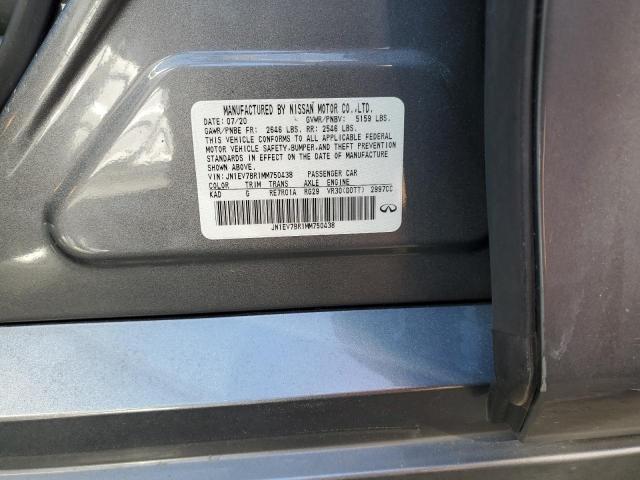 MANUFACTURED BY NISSAN MOTOR CO.,LTD.
DATE: 07/20 GVWR/PNBV: 5159 LBS.
GAWR/PNBE FR: 2646 LBS. RR: 2546 LBS.
THIS VEHICLE CONFORMS TO ALL APPLICABLE FEDERAL
MOTOR VEHICLE SAFETY,BUMPER,AND THEFT PREVENTION
STANDARDS IN EFFECT ON THE DATE OF MANUFACTURE
SHOWN ABOVE.
VIN: JN1EV7BR1MM750438 PASSENGER CAR
COLOR TRIM TRANS AXLE ENGINE
KAD G RE7R01A RG29 VR30(DDTT) 2997CC
JN1EV7BR1MM750438